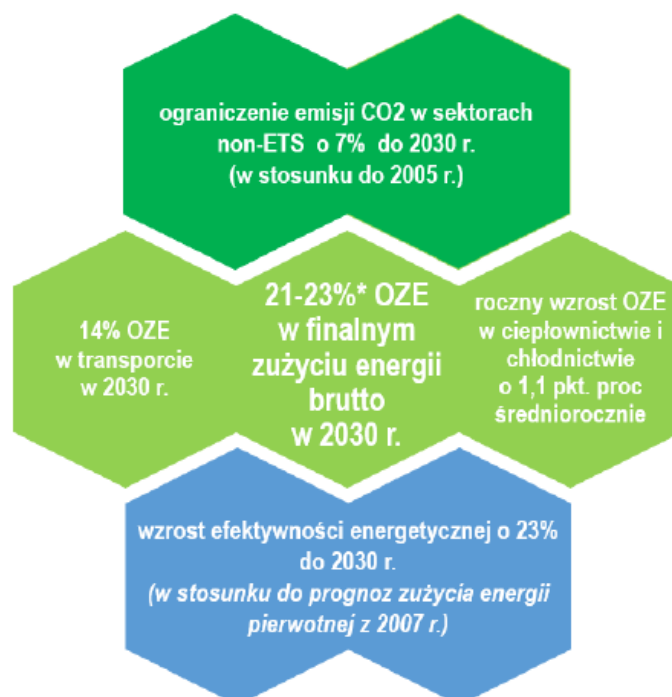 ograniczenie emisji CO2 w sektorach
non-ETS o 7% do 2030 r.
(w stosunku do 2005 r.)
14% OZE
w transporcie
w 2030 r.
21-23%* OZE
w finalnym
zużyciu energii
brutto
w 2030 r.
roczny wzrost OZE
w ciepłownictwie i
chłodnictwie
o 1,1 pkt. proc
średniorocznie
wzrost efektywności energetycznej o 23%
do 2030 r.
(w stosunku do prognoz zużycia energii
pierwotnej z 2007 r.)